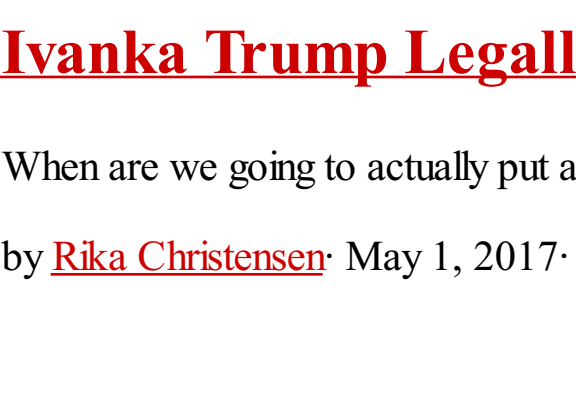 Ivanka Trump Legall
When are we going to actually put a
by Rika Christensen· May 1, 2017·